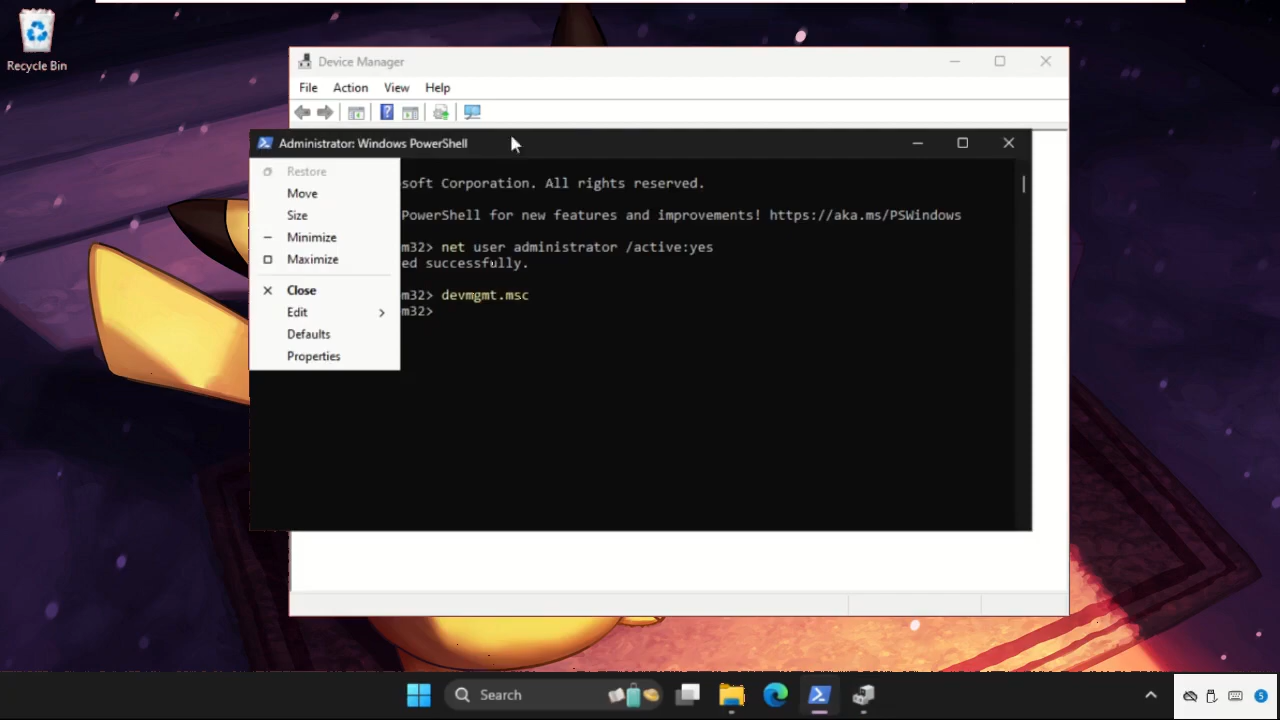 Recycle Bin
Device Manager
File Action View Help
Administrator: Windows PowerShell
Restore
Move
Size
Minimize
Maximize
Close
Edit
Defaults
Properties
soft Corporation. All rights reserved.
PowerShell for new features and improvements! https://aka.ms/PSWindows
m32> net user administrator /active:yes
ed successfully.
m32> devmgmt.msc
m32>
Search
5